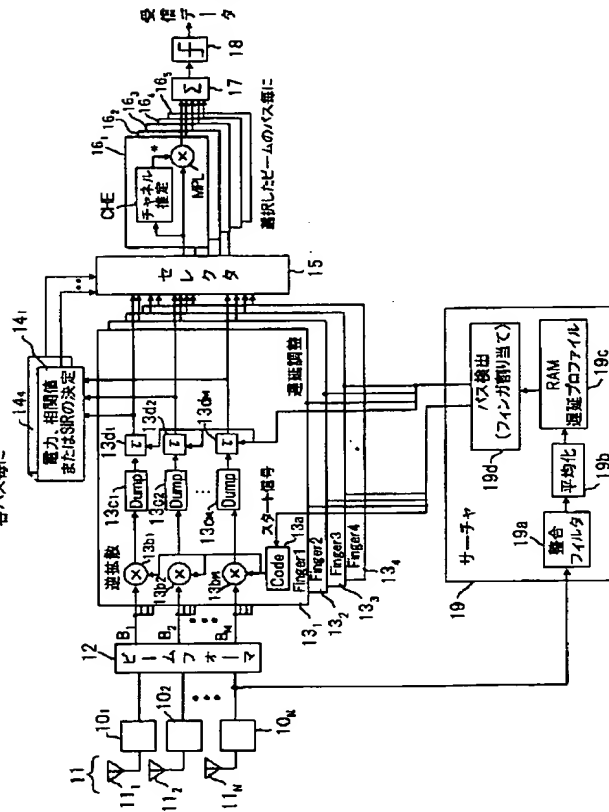 各パス毎に
電力、相関値
またはSIRの決定
14₄
14₁
11
11₁
11₂
11_N
10₁
10₂
10_N
12
ビームフォーマ
B₁
B₂
B_M
逆拡散
13b₁
13b₂
13b_M
13c₁
13c₂
13c_M
Dump
Dump
Dump
13d₁
13d₂
13d_M
τ
τ
τ
遅延調整
スタート信号
Code
13a
Finger1
Finger2
Finger3
Finger4
13₁
13₂
13₃
13₄
セレクタ
15
CHE
チャネル
推定
*
MPL
16₁
16₂
16₃
16₄
16₅
選択したビームのパス毎に
Σ
17
18
受信データ
サーチャ
19
19a
整合
フィルタ
19b
平均化
RAM
遅延プロファイル
19c
パス検出
(フィンガ割り当て)
19d